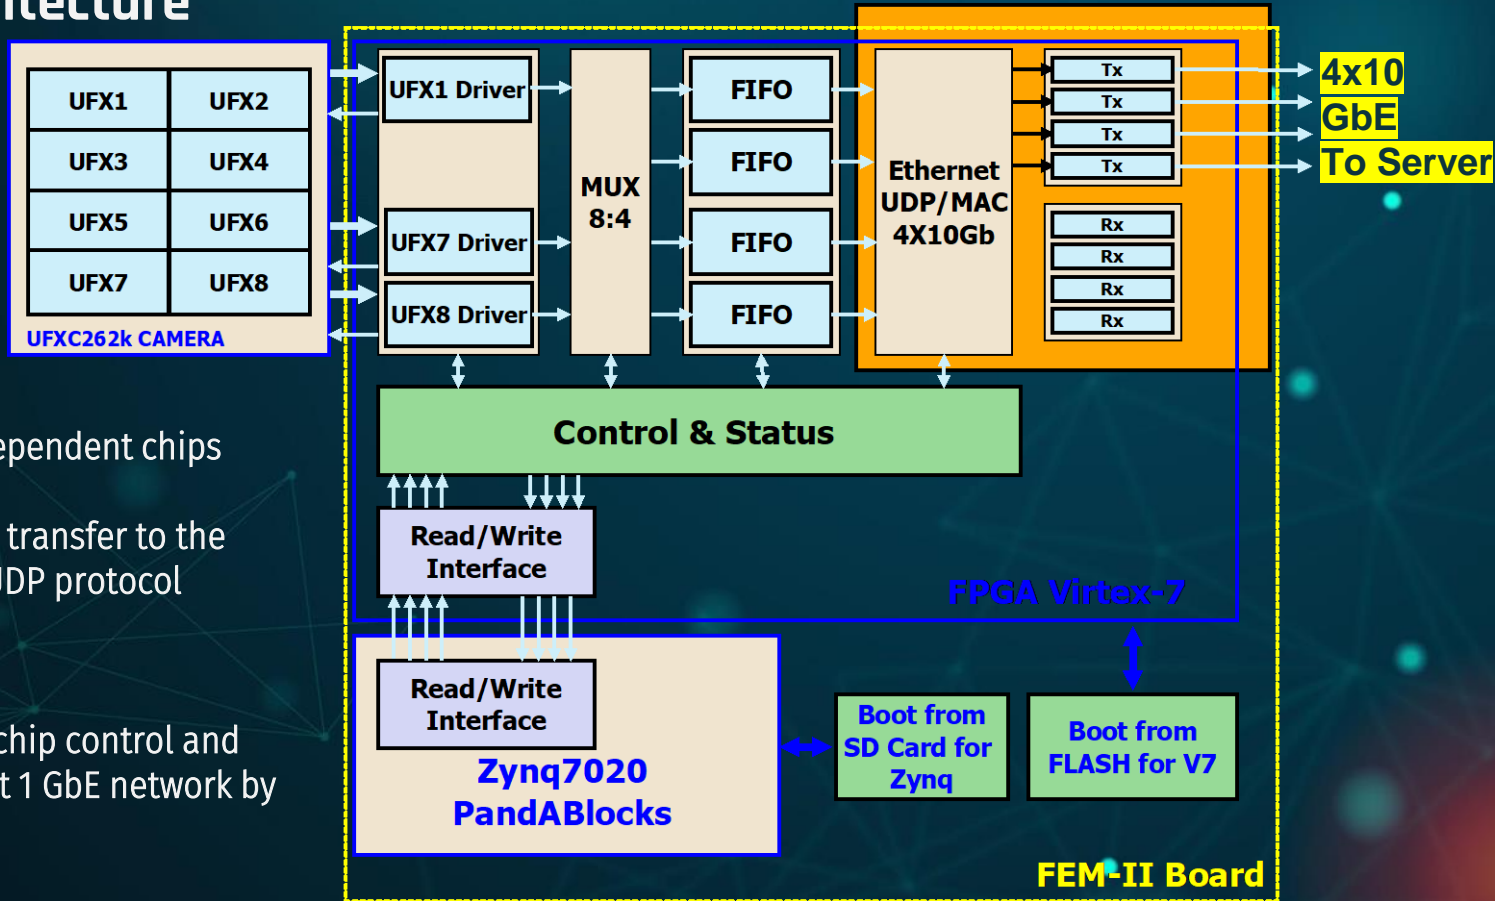 itecture
UFX1 UFX2
UFX3 UFX4
UFX5 UFX6
UFX7 UFX8
UFXC262k CAMERA
UFX1 Driver
UFX7 Driver
UFX8 Driver
MUX
8:4
FIFO
FIFO
FIFO
FIFO
Ethernet
UDP/MAC
4X10Gb
Tx
Tx
Tx
Tx
Rx
Rx
Rx
Rx
4x10
GbE
To Server
Control & Status
Read/Write
Interface
FPGA Virtex-7
Read/Write
Interface
Zynq7020
PandABlocks
Boot from
SD Card for
Zynq
Boot from
FLASH for V7
FEM-II Board
ependent chips
transfer to the
UDP protocol
chip control and
t 1 GbE network by